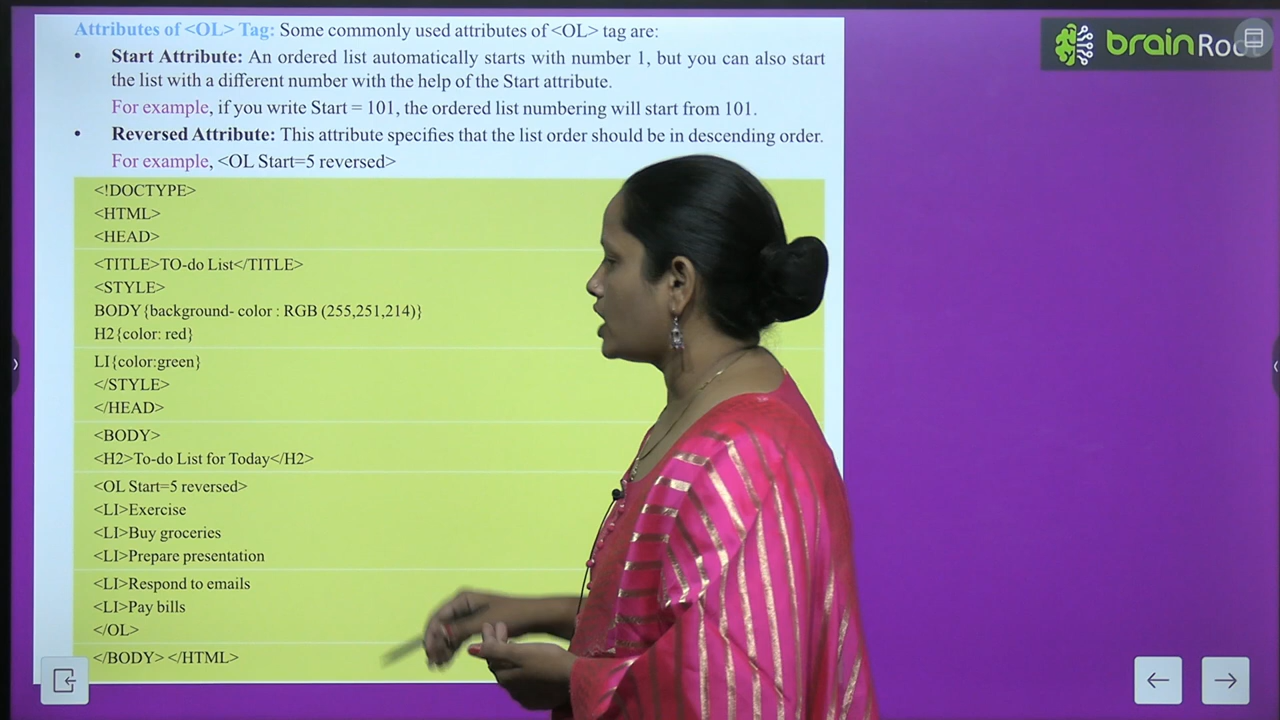 Attributes of <OL> Tag: Some commonly used attributes of <OL> tag are:
• Start Attribute: An ordered list automatically starts with number 1, but you can also start
the list with a different number with the help of the Start attribute.
For example, if you write Start = 101, the ordered list numbering will start from 101.
• Reversed Attribute: This attribute specifies that the list order should be in descending order.
For example, <OL Start=5 reversed>
<!DOCTYPE>
<HTML>
<HEAD>
<TITLE>TO-do List</TITLE>
<STYLE>
BODY{background- color : RGB (255,251,214)}
H2{color: red}
LI{color:green}
</STYLE>
</HEAD>
<BODY>
<H2>To-do List for Today</H2>
<OL Start=5 reversed>
<LI>Exercise
<LI>Buy groceries
<LI>Prepare presentation
<LI>Respond to emails
<LI>Pay bills
</OL>
</BODY> </HTML>
brain